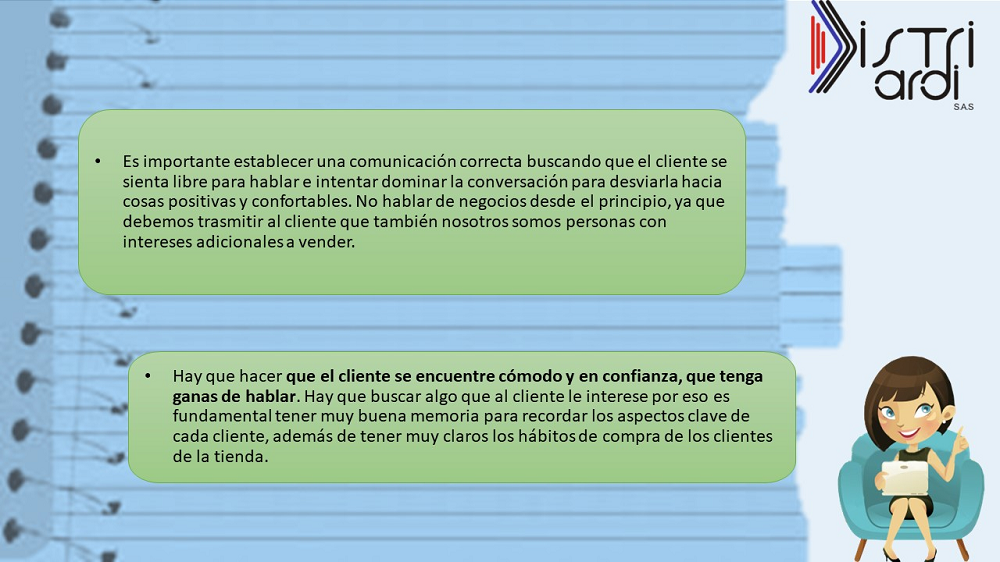 Distri
ardi
S.A.S
• Es importante establecer una comunicación correcta buscando que el cliente se
sienta libre para hablar e intentar dominar la conversación para desviarla hacia
cosas positivas y confortables. No hablar de negocios desde el principio, ya que
debemos trasmitir al cliente que también nosotros somos personas con
intereses adicionales a vender.
• Hay que hacer que el cliente se encuentre cómodo y en confianza, que tenga
ganas de hablar. Hay que buscar algo que al cliente le interese por eso es
fundamental tener muy buena memoria para recordar los aspectos clave de
cada cliente, además de tener muy claros los hábitos de compra de los clientes
de la tienda.